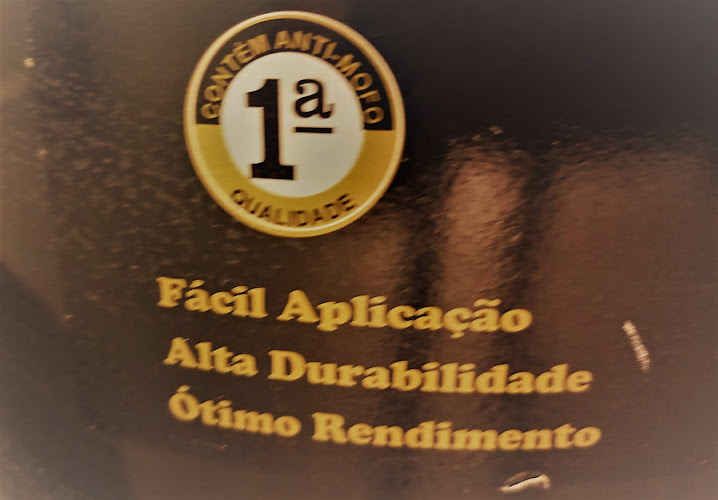 CONTÉM ANTI-MOFO
1ª
QUALIDADE
Fácil Aplicação
Alta Durabilidade
Ótimo Rendimento